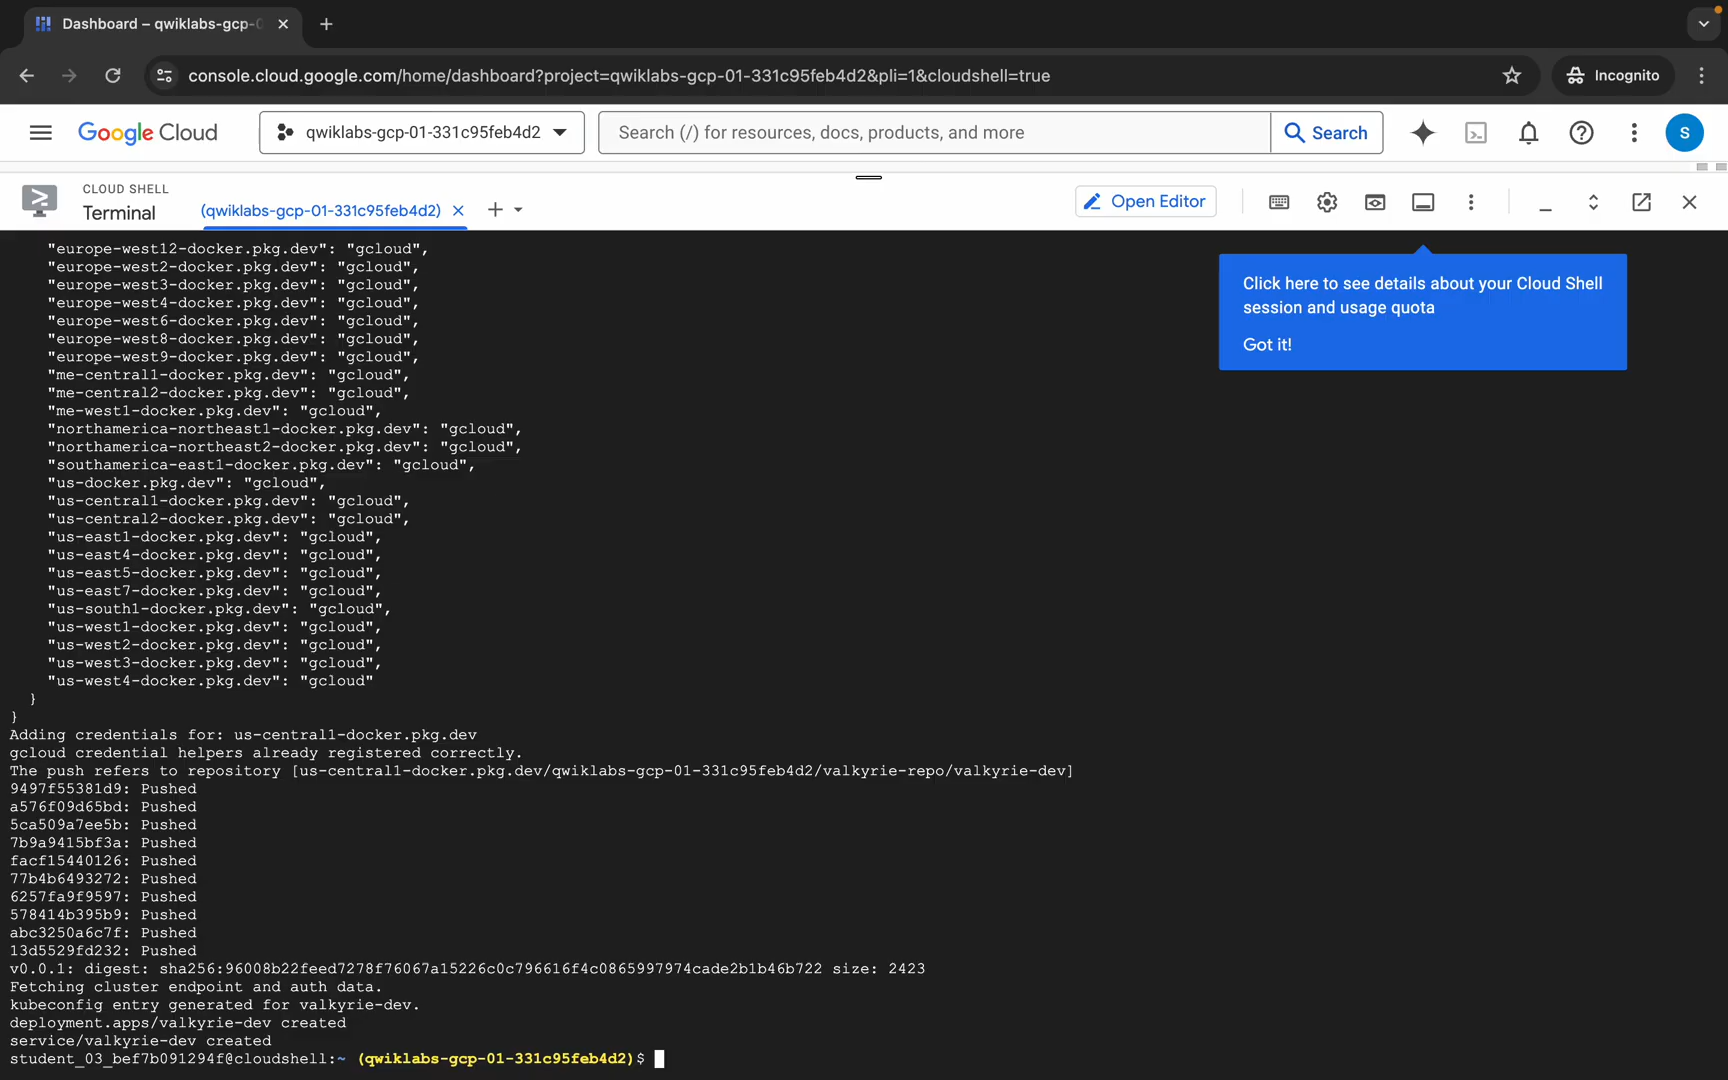 Dashboard – qwiklabs-gcp-0
console.cloud.google.com/home/dashboard?project=qwiklabs-gcp-01-331c95feb4d2&pli=1&cloudshell=true
Incognito
Google Cloud
qwiklabs-gcp-01-331c95feb4d2
Search (/) for resources, docs, products, and more
Search
S
CLOUD SHELL
Terminal
(qwiklabs-gcp-01-331c95feb4d2)
Open Editor
Click here to see details about your Cloud Shell
session and usage quota
Got it!
"europe-west12-docker.pkg.dev": "gcloud",
"europe-west2-docker.pkg.dev": "gcloud",
"europe-west3-docker.pkg.dev": "gcloud",
"europe-west4-docker.pkg.dev": "gcloud",
"europe-west6-docker.pkg.dev": "gcloud",
"europe-west8-docker.pkg.dev": "gcloud",
"europe-west9-docker.pkg.dev": "gcloud",
"me-central1-docker.pkg.dev": "gcloud",
"me-central2-docker.pkg.dev": "gcloud",
"me-west1-docker.pkg.dev": "gcloud",
"northamerica-northeast1-docker.pkg.dev": "gcloud",
"northamerica-northeast2-docker.pkg.dev": "gcloud",
"southamerica-east1-docker.pkg.dev": "gcloud",
"us-docker.pkg.dev": "gcloud",
"us-central1-docker.pkg.dev": "gcloud",
"us-central2-docker.pkg.dev": "gcloud",
"us-east1-docker.pkg.dev": "gcloud",
"us-east4-docker.pkg.dev": "gcloud",
"us-east5-docker.pkg.dev": "gcloud",
"us-east7-docker.pkg.dev": "gcloud",
"us-south1-docker.pkg.dev": "gcloud",
"us-west1-docker.pkg.dev": "gcloud",
"us-west2-docker.pkg.dev": "gcloud",
"us-west3-docker.pkg.dev": "gcloud",
"us-west4-docker.pkg.dev": "gcloud"
}
}
Adding credentials for: us-central1-docker.pkg.dev
gcloud credential helpers already registered correctly.
The push refers to repository [us-central1-docker.pkg.dev/qwiklabs-gcp-01-331c95feb4d2/valkyrie-repo/valkyrie-dev]
9497f55381d9: Pushed
a576f09d65bd: Pushed
5ca509a7ee5b: Pushed
7b9a9415bf3a: Pushed
facf15440126: Pushed
77b4b6493272: Pushed
6257fa9f9597: Pushed
578414b395b9: Pushed
abc3250a6c7f: Pushed
13d5529fd232: Pushed
v0.0.1: digest: sha256:96008b22feed7278f76067a15226c0c796616f4c0865997974cade2b1b46b722 size: 2423
Fetching cluster endpoint and auth data.
kubeconfig entry generated for valkyrie-dev.
deployment.apps/valkyrie-dev created
service/valkyrie-dev created
student_03_bef7b091294f@cloudshell:~ (qwiklabs-gcp-01-331c95feb4d2)$